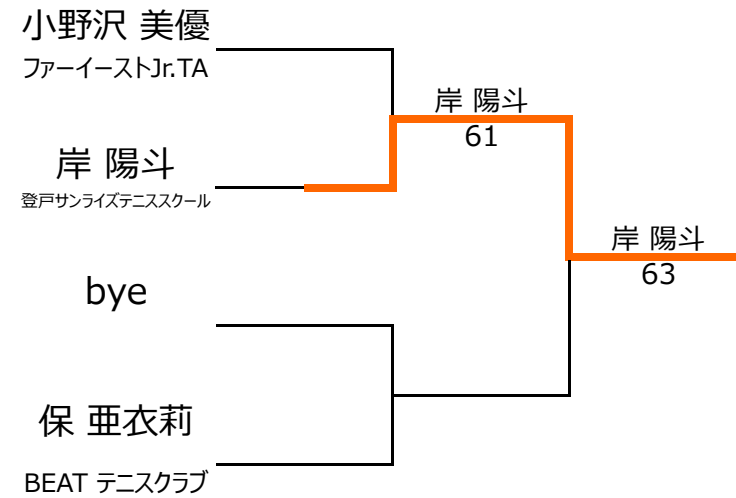 小野沢 美優
ファーイーストJr.TA
岸 陽斗
61
岸 陽斗
登戸サンライズテニススクール
岸 陽斗
63
bye
保 亜衣莉
BEAT テニスクラブ